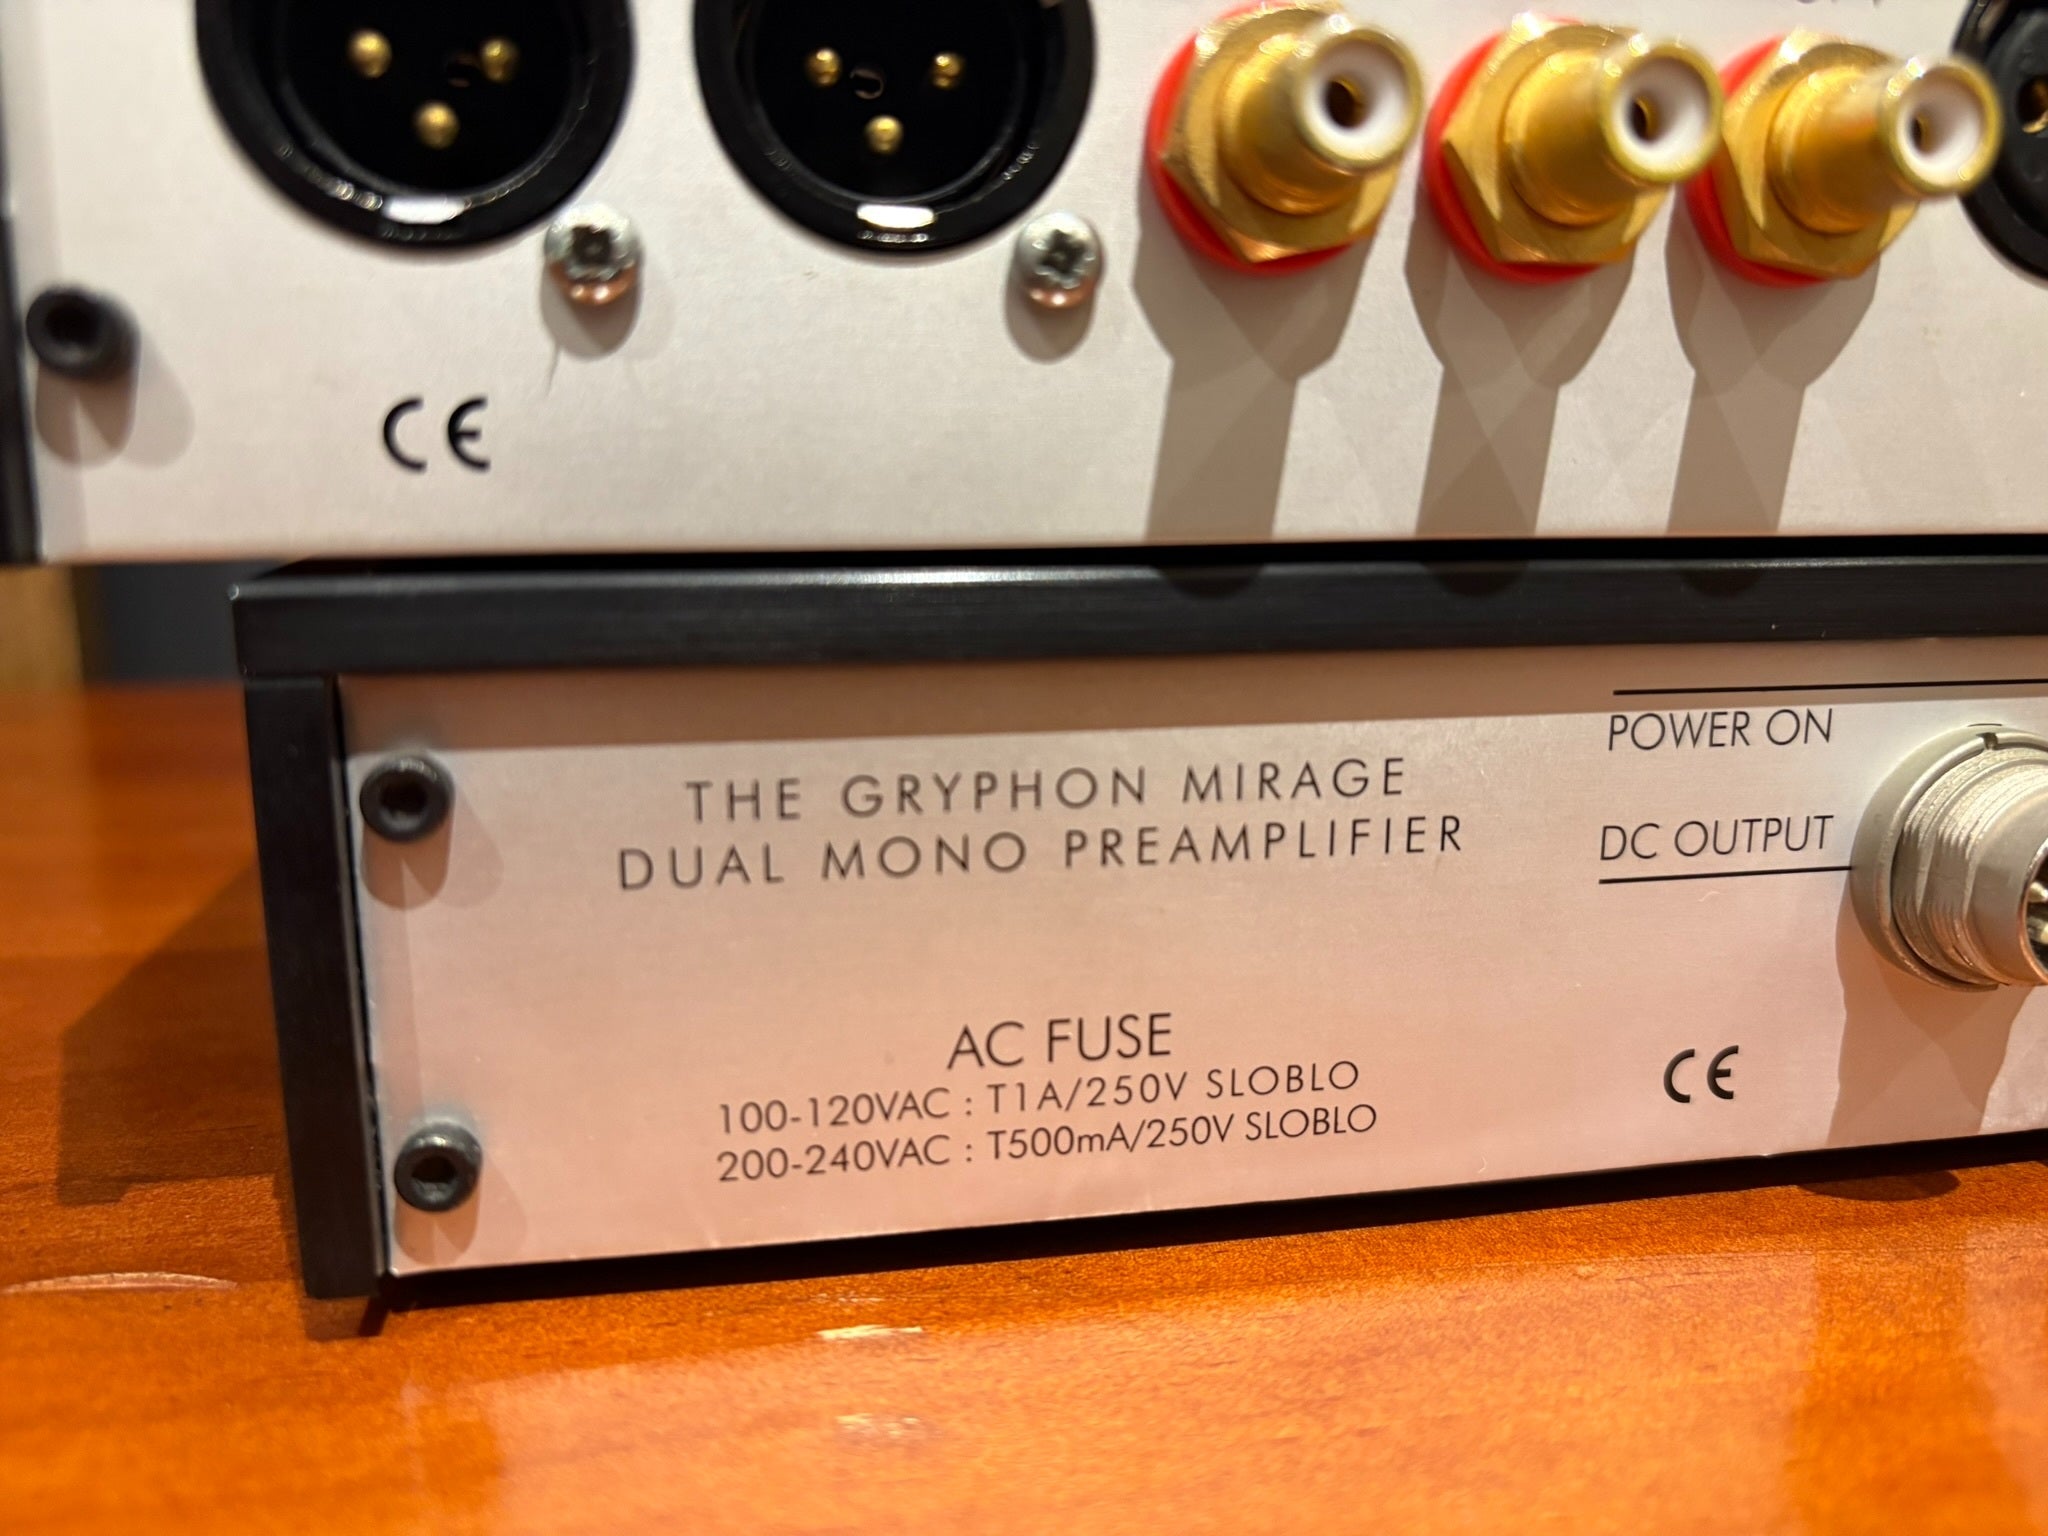 CE
THE GRYPHON MIRAGE
DUAL MONO PREAMPLIFIER
POWER ON
DC OUTPUT
AC FUSE
100-120VAC : T1A/250V SLOBLO
200-240VAC : T500mA/250V SLOBLO
CE